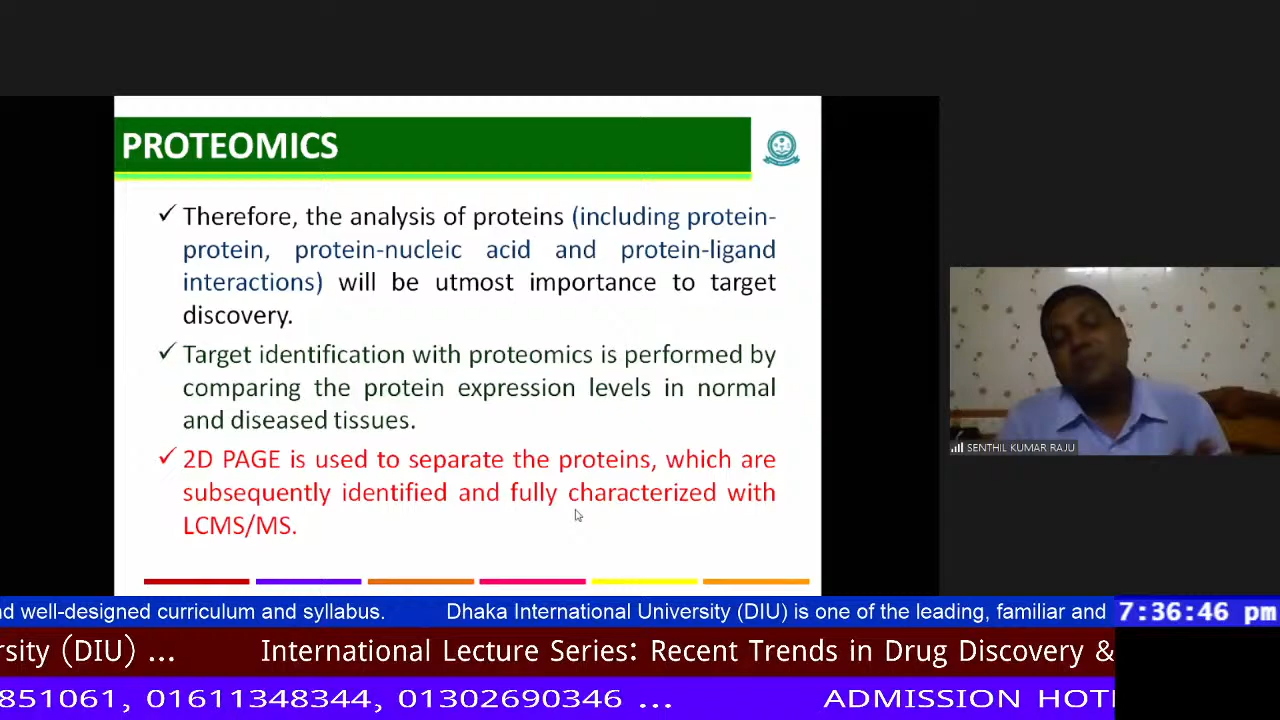 PROTEOMICS
✓ Therefore, the analysis of proteins (including protein-
protein, protein-nucleic acid and protein-ligand
interactions) will be utmost importance to target
discovery.
✓ Target identification with proteomics is performed by
comparing the protein expression levels in normal
and diseased tissues.
✓ 2D PAGE is used to separate the proteins, which are
subsequently identified and fully characterized with
LCMS/MS.
SENTHIL KUMAR RAJU
nd well-designed curriculum and syllabus. Dhaka International University (DIU) is one of the leading, familiar and 7:36:46 pm
rsity (DIU) ... International Lecture Series: Recent Trends in Drug Discovery &
851061, 01611348344, 01302690346 ... ADMISSION HOT